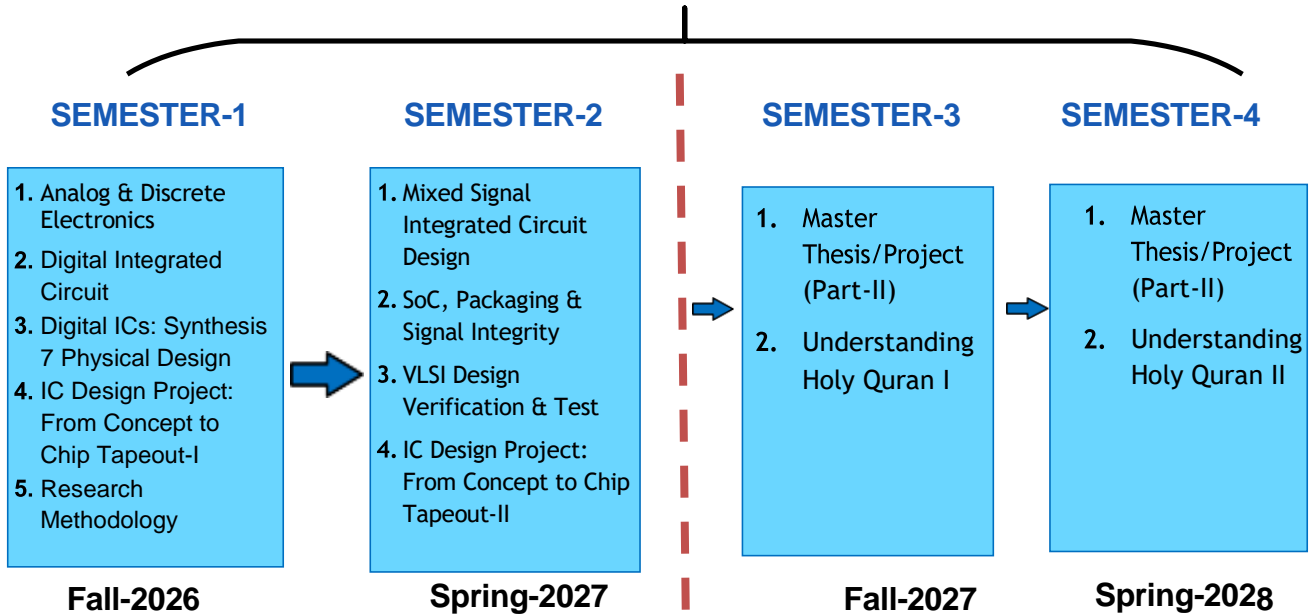 SEMESTER-1
1. Analog & Discrete
Electronics
2. Digital Integrated
Circuit
3. Digital ICs: Synthesis
7 Physical Design
4. IC Design Project:
From Concept to
Chip Tapeout-I
5. Research
Methodology
Fall-2026
SEMESTER-2
1. Mixed Signal
Integrated Circuit
Design
2. SoC, Packaging &
Signal Integrity
3. VLSI Design
Verification & Test
4. IC Design Project:
From Concept to Chip
Tapeout-II
Spring-2027
SEMESTER-3
1. Master
Thesis/Project
(Part-II)
2. Understanding
Holy Quran I
Fall-2027
SEMESTER-4
1. Master
Thesis/Project
(Part-II)
2. Understanding
Holy Quran II
Spring-2028